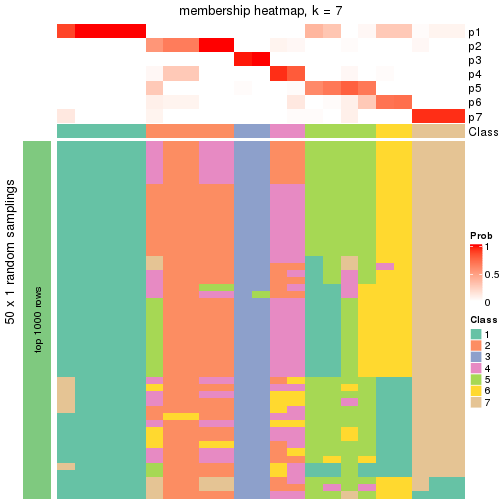 membership heatmap, k = 7
p1
p2
p3
p4
p5
p6
p7
Class
50 x 1 random samplings
top 1000 rows
Prob
1
0.5
0
Class
1
2
3
4
5
6
7